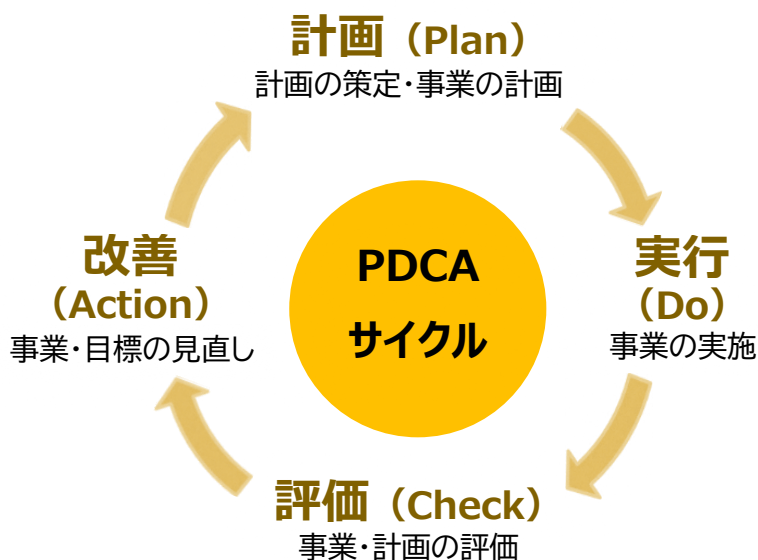 計画（Plan）
計画の策定・事業の計画
実行
（Do）
事業の実施
評価（Check）
事業・計画の評価
改善
（Action）
事業・目標の見直し
PDCA
サイクル